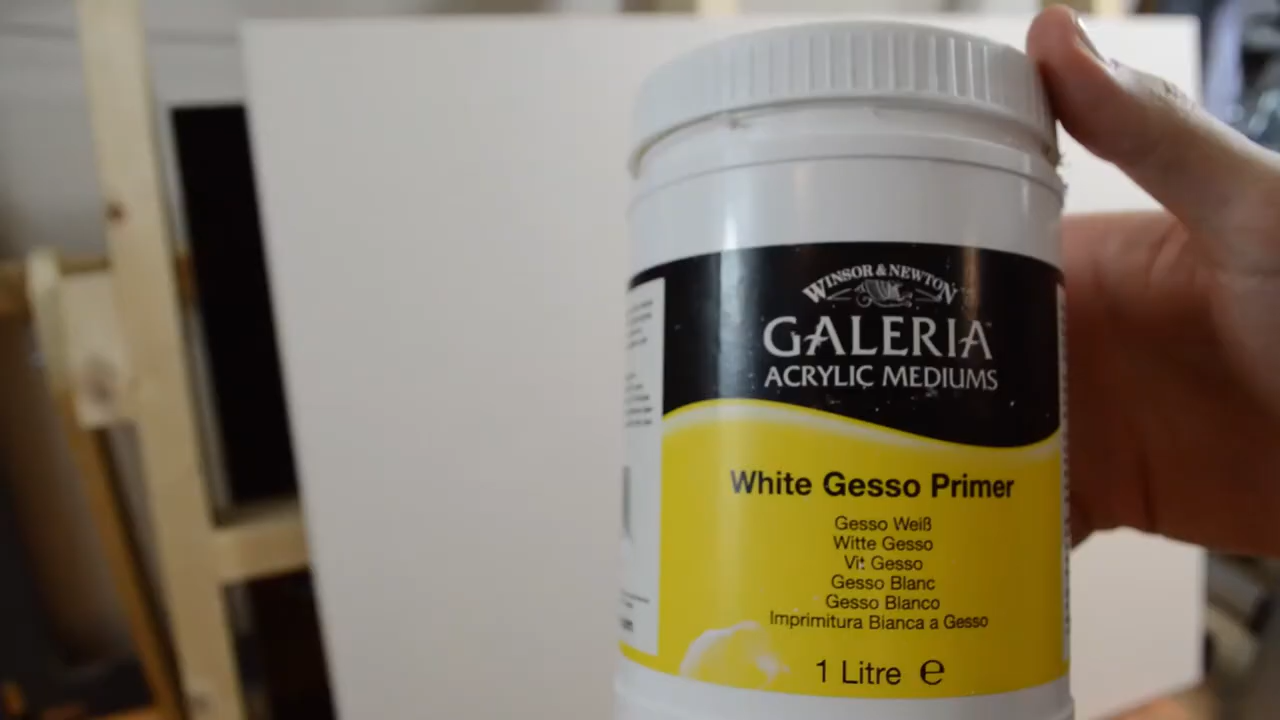 WINSOR & NEWTON
GALERIA
ACRYLIC MEDIUMS
White Gesso Primer
Gesso Weiß
Witte Gesso
Vit Gesso
Gesso Blanc
Gesso Blanco
Imprimitura Bianca a Gesso
1 Litre ℮